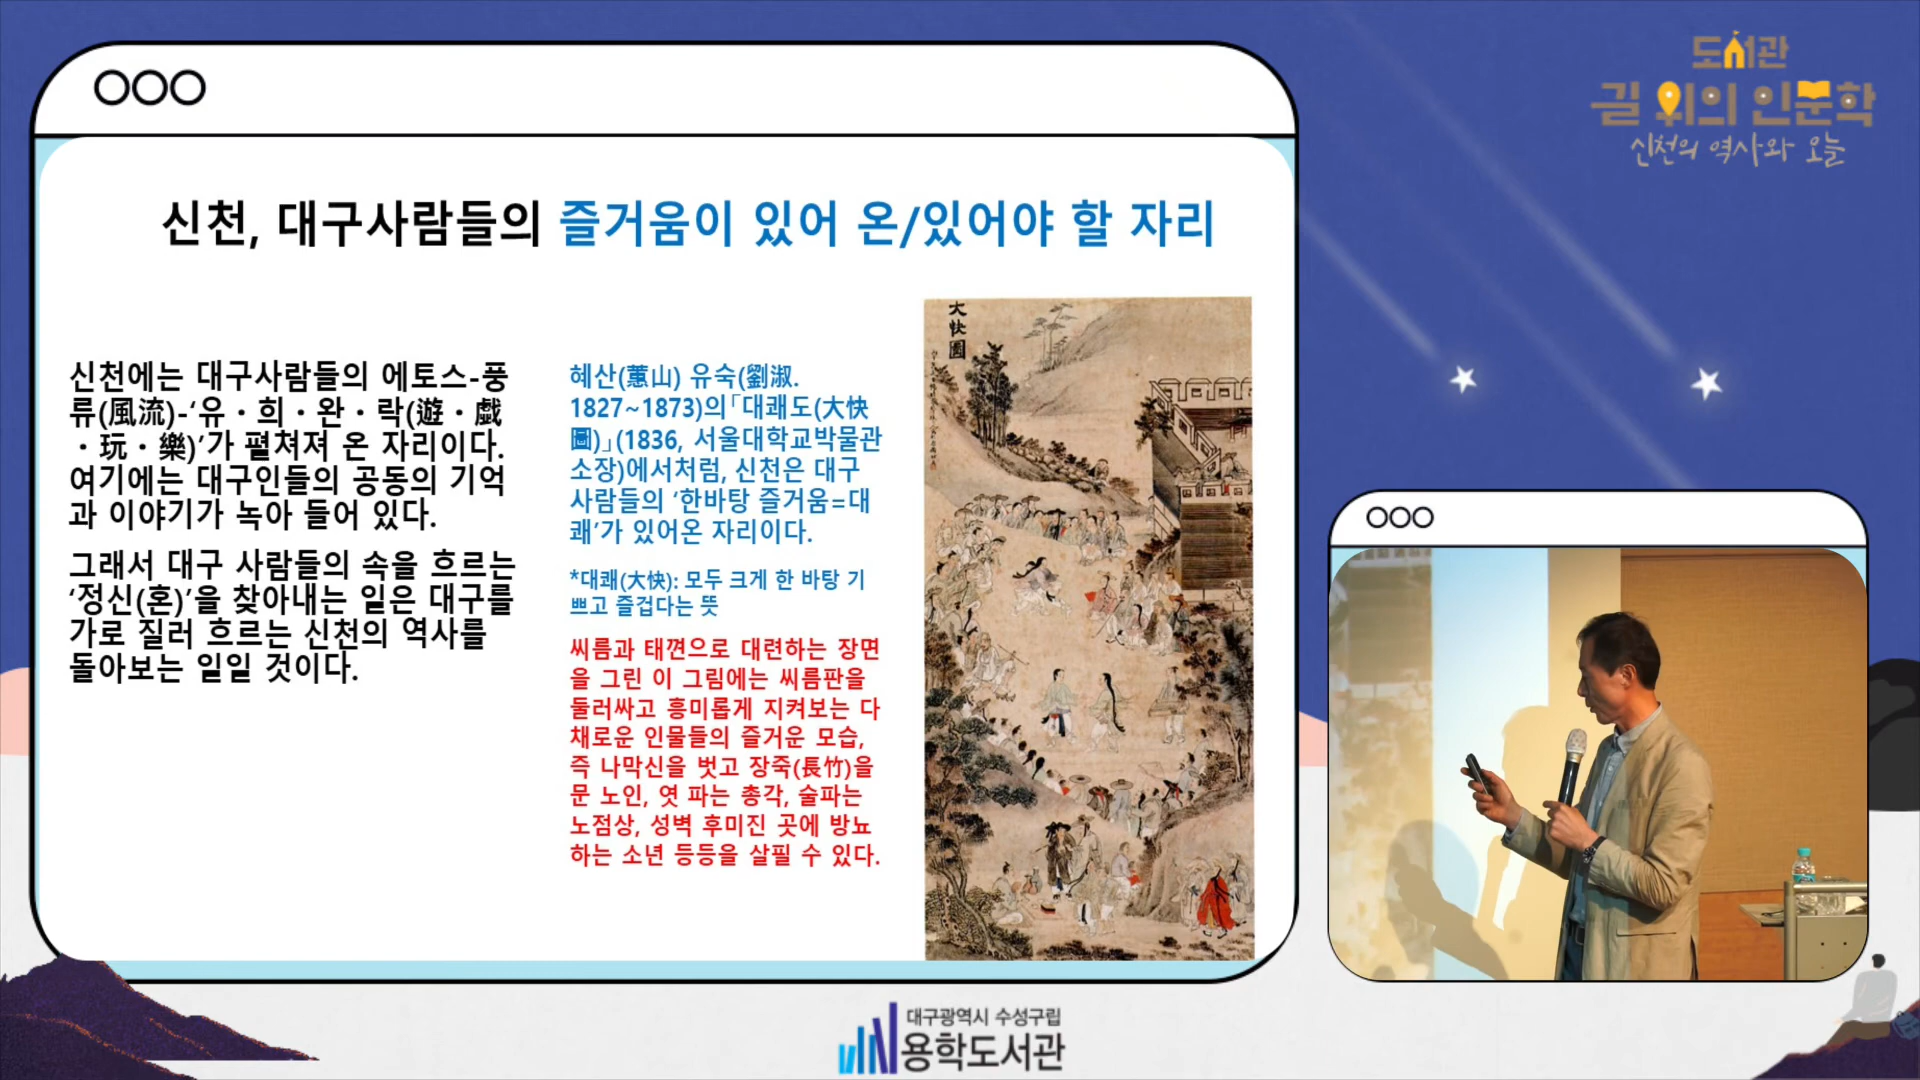 도서관
길 위의 인문학
신천의 역사와 오늘
신천, 대구사람들의 즐거움이 있어 온/있어야 할 자리
신천에는 대구사람들의 에토스-풍
류(風流)-‘유・희・완・락(遊・戲
・玩・樂)’가 펼쳐져 온 자리이다.
여기에는 대구인들의 공동의 기억
과 이야기가 녹아 들어 있다.
그래서 대구 사람들의 속을 흐르는
‘정신(혼)’을 찾아내는 일은 대구를
가로 질러 흐르는 신천의 역사를
돌아보는 일일 것이다.
혜산(蕙山) 유숙(劉淑.
1827~1873)의「대쾌도(大快
圖)」(1836, 서울대학교박물관
소장)에서처럼, 신천은 대구
사람들의 ‘한바탕 즐거움=대
쾌’가 있어온 자리이다.
*대쾌(大快): 모두 크게 한 바탕 기
쁘고 즐겁다는 뜻
씨름과 태껸으로 대련하는 장면
을 그린 이 그림에는 씨름판을
둘러싸고 흥미롭게 지켜보는 다
채로운 인물들의 즐거운 모습,
즉 나막신을 벗고 장죽(長竹)을
문 노인, 엿 파는 총각, 술파는
노점상, 성벽 후미진 곳에 방뇨
하는 소년 등등을 살필 수 있다.
大快圖
대구광역시 수성구립
용학도서관